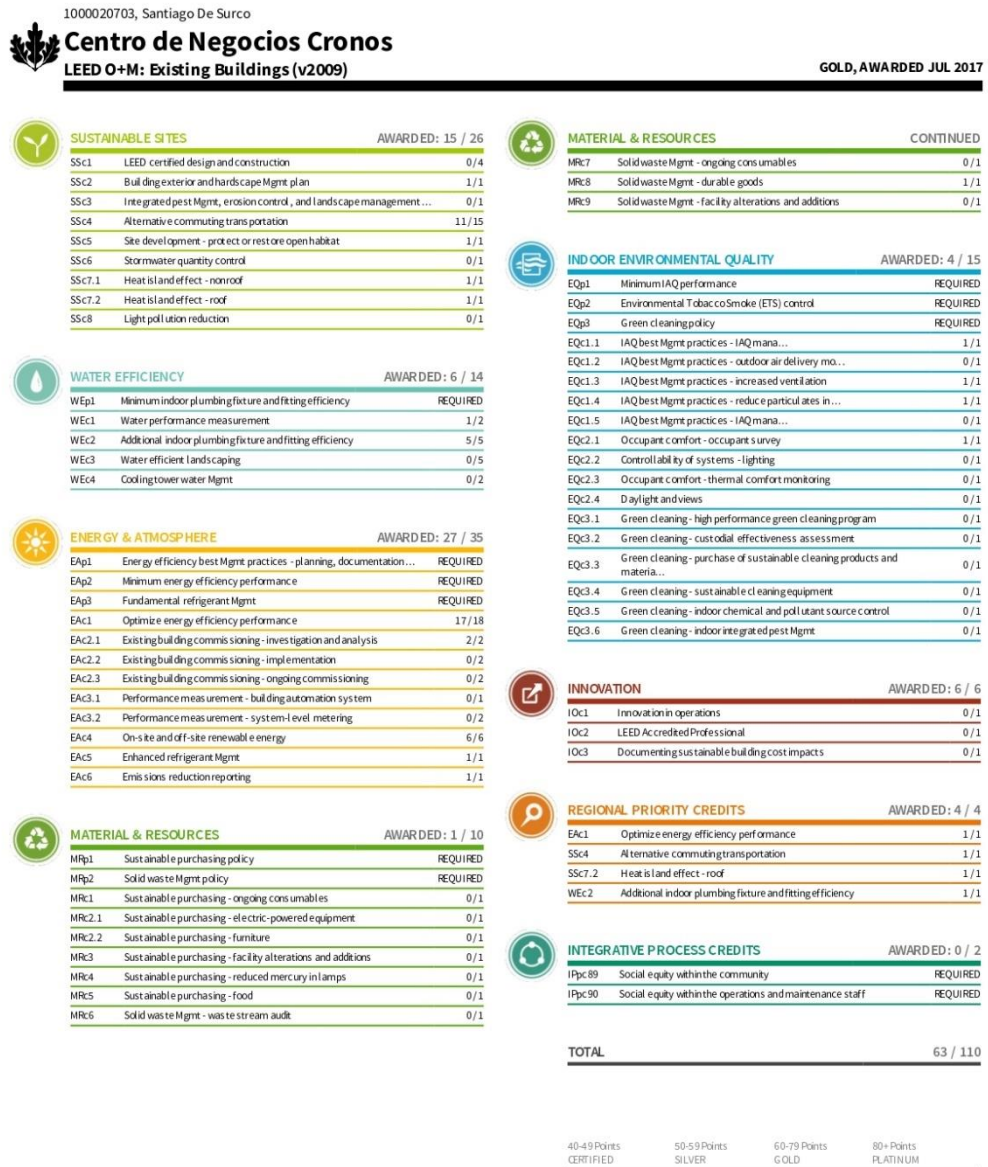 1000020703, Santiago De Surco
Centro de Negocios Cronos
LEED O+M: Existing Buildings (v2009)
GOLD, AWARDED JUL 2017
SUSTAINABLE SITES AWARDED: 15 / 26
SSc1 LEED certified design and construction 0/4
SSc2 Building exterior and hardscape Mgmt plan 1/1
SSc3 Integrated pest Mgmt, erosion control, and landscape management... 0/1
SSc4 Alternative commuting transportation 11/15
SSc5 Site development - protect or restore open habitat 1/1
SSc6 Stormwater quantity control 0/1
SSc7.1 Heat island effect - nonroof 1/1
SSc7.2 Heat island effect - roof 1/1
SSc8 Light pollution reduction 0/1
WATER EFFICIENCY AWARDED: 6 / 14
WEp1 Minimum indoor plumbing fixture and fitting efficiency REQUIRED
WEc1 Water performance measurement 1/2
WEc2 Additional indoor plumbing fixture and fitting efficiency 5/5
WEc3 Water efficient landscaping 0/5
WEc4 Cooling tower water Mgmt 0/2
ENERGY & ATMOSPHERE AWARDED: 27 / 35
EAp1 Energy efficiency best Mgmt practices - planning, documentation... REQUIRED
EAp2 Minimum energy efficiency performance REQUIRED
EAp3 Fundamental refrigerant Mgmt REQUIRED
EAc1 Optimize energy efficiency performance 17/18
EAc2.1 Existing building commissioning - investigation and analysis 2/2
EAc2.2 Existing building commissioning - implementation 0/2
EAc2.3 Existing building commissioning - ongoing commissioning 0/2
EAc3.1 Performance measurement - building automation system 0/1
EAc3.2 Performance measurement - system-level metering 0/2
EAc4 On-site and off-site renewable energy 6/6
EAc5 Enhanced refrigerant Mgmt 1/1
EAc6 Emissions reduction reporting 1/1
MATERIAL & RESOURCES AWARDED: 1 / 10
MRp1 Sustainable purchasing policy REQUIRED
MRp2 Solid waste Mgmt policy REQUIRED
MRc1 Sustainable purchasing - ongoing consumables 0/1
MRc2.1 Sustainable purchasing - electric-powered equipment 0/1
MRc2.2 Sustainable purchasing - furniture 0/1
MRc3 Sustainable purchasing - facility alterations and additions 0/1
MRc4 Sustainable purchasing - reduced mercury in lamps 0/1
MRc5 Sustainable purchasing - food 0/1
MRc6 Solid waste Mgmt - waste stream audit 0/1
MATERIAL & RESOURCES CONTINUED
MRc7 Solid waste Mgmt - ongoing consumables 0/1
MRc8 Solid waste Mgmt - durable goods 1/1
MRc9 Solid waste Mgmt - facility alterations and additions 0/1
INDOOR ENVIRONMENTAL QUALITY AWARDED: 4 / 15
EQp1 Minimum IAQ performance REQUIRED
EQp2 Environmental Tobacco Smoke (ETS) control REQUIRED
EQp3 Green cleaning policy REQUIRED
EQc1.1 IAQ best Mgmt practices - IAQ mana... 1/1
EQc1.2 IAQ best Mgmt practices - outdoor air delivery mo... 0/1
EQc1.3 IAQ best Mgmt practices - increased ventilation 1/1
EQc1.4 IAQ best Mgmt practices - reduce particulates in... 1/1
EQc1.5 IAQ best Mgmt practices - IAQ mana... 0/1
EQc2.1 Occupant comfort - occupant survey 1/1
EQc2.2 Controllability of systems - lighting 0/1
EQc2.3 Occupant comfort - thermal comfort monitoring 0/1
EQc2.4 Daylight and views 0/1
EQc3.1 Green cleaning - high performance green cleaning program 0/1
EQc3.2 Green cleaning - custodial effectiveness assessment 0/1
EQc3.3 Green cleaning - purchase of sustainable cleaning products and
materia... 0/1
EQc3.4 Green cleaning - sustainable cleaning equipment 0/1
EQc3.5 Green cleaning - indoor chemical and pollutant source control 0/1
EQc3.6 Green cleaning - indoor integrated pest Mgmt 0/1
INNOVATION AWARDED: 6 / 6
IOc1 Innovation in operations 0/1
IOc2 LEED Accredited Professional 0/1
IOc3 Documenting sustainable building cost impacts 0/1
REGIONAL PRIORITY CREDITS AWARDED: 4 / 4
EAc1 Optimize energy efficiency performance 1/1
SSc4 Alternative commuting transportation 1/1
SSc7.2 Heat island effect - roof 1/1
WEc2 Additional indoor plumbing fixture and fitting efficiency 1/1
INTEGRATIVE PROCESS CREDITS AWARDED: 0 / 2
IPpc89 Social equity within the community REQUIRED
IPpc90 Social equity within the operations and maintenance staff REQUIRED
TOTAL 63 / 110
40-49 Points 50-59 Points 60-79 Points 80+ Points
CERTIFIED SILVER GOLD PLATINUM